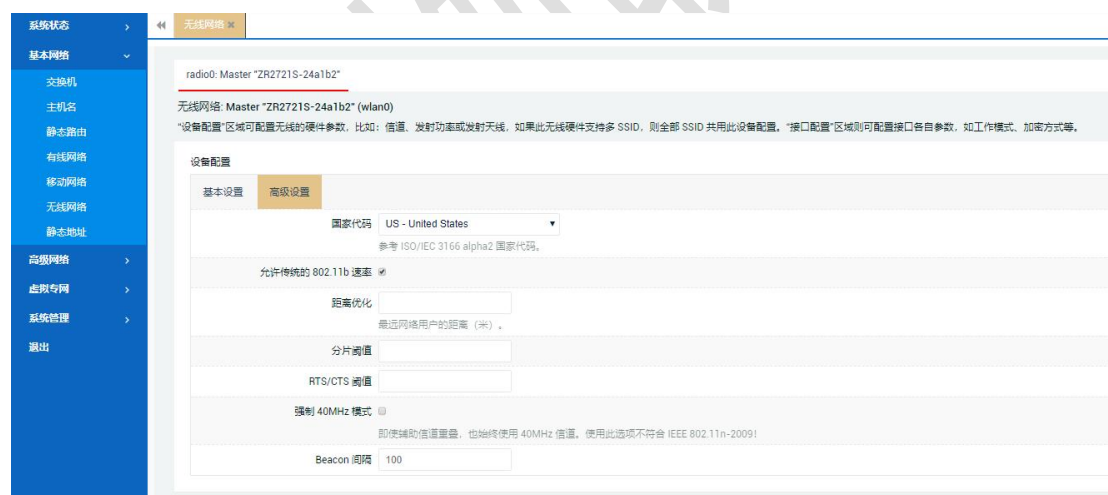 系统状态
无线网络
基本网络
交换机
主机名
静态路由
有线网络
移动网络
无线网络
静态地址
高级网络
虚拟专网
系统管理
退出
radio0: Master "ZR2721S-24a1b2"
无线网络: Master "ZR2721S-24a1b2" (wlan0)
"设备配置"区域可配置无线的硬件参数，比如：信道、发射功率或发射天线，如果此无线硬件支持多 SSID，则全部 SSID 共用此设备配置。"接口配置"区域则可配置接口各自参数，如工作模式、加密方式等。
设备配置
基本设置 高级设置
国家代码 US - United States
参考 ISO/IEC 3166 alpha2 国家代码。
允许传统的 802.11b 速率
距离优化
最远网络用户的距离（米）。
分片阈值
RTS/CTS 阈值
强制 40MHz 模式
即使辅助信道重叠，也始终使用 40MHz 信道。使用此选项不符合 IEEE 802.11n-2009!
Beacon 间隔 100